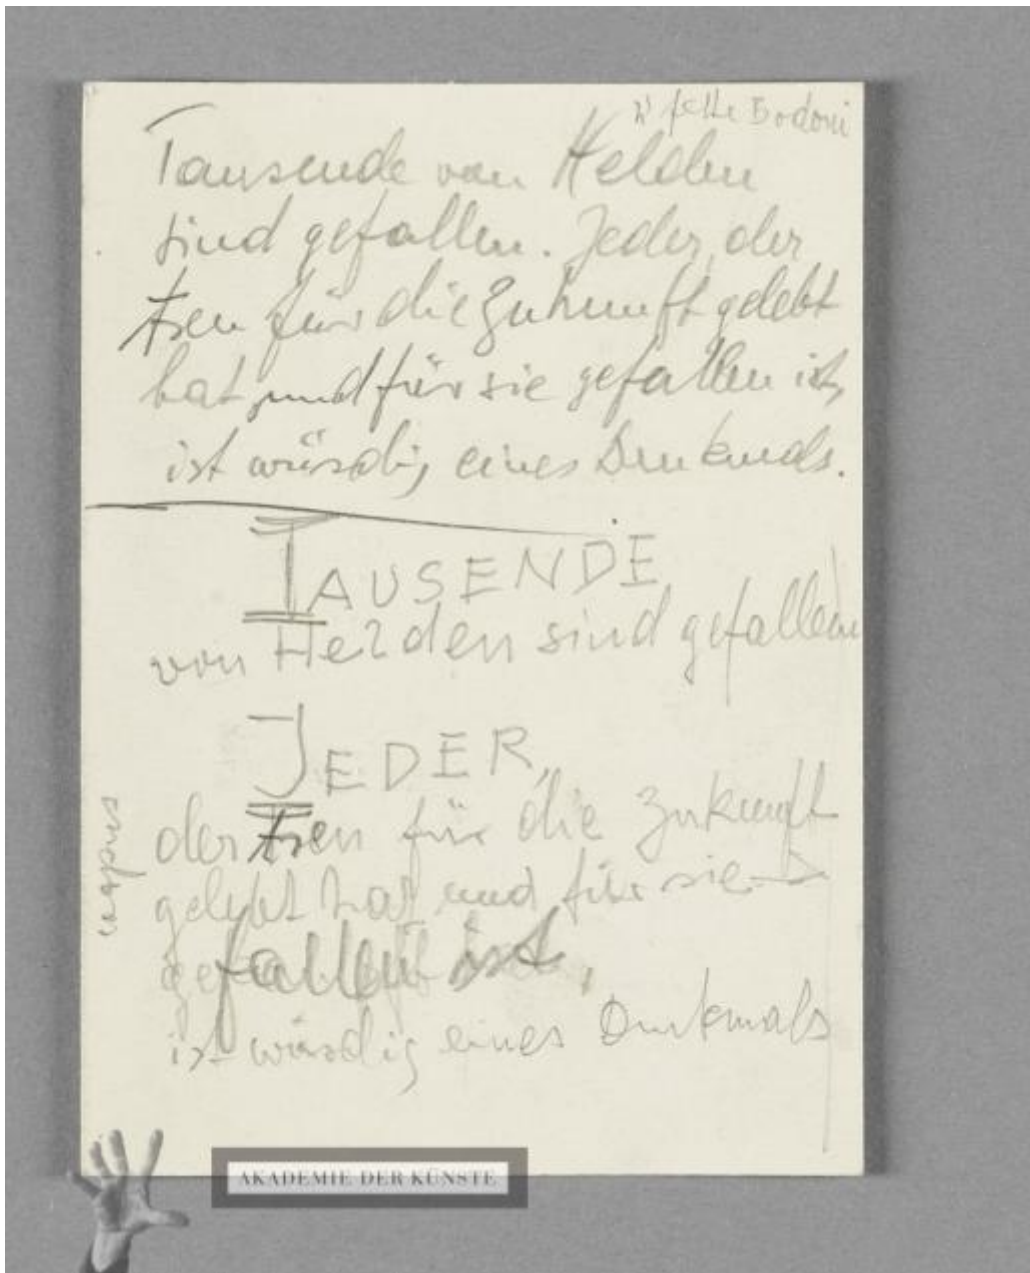 fette Bodoni
Tausende von Helden
sind gefallen. Jeder, der
treu für die Zukunft gelebt
hat, und für sie gefallen ist,
ist würdig eines Denkmals.
TAUSENDE
von Helden sind gefallen
JEDER,
der treu für die Zukunft
gelebt hat und für sie
gefallen ist,
ist würdig eines Denkmals
AKADEMIE DER KÜNSTE